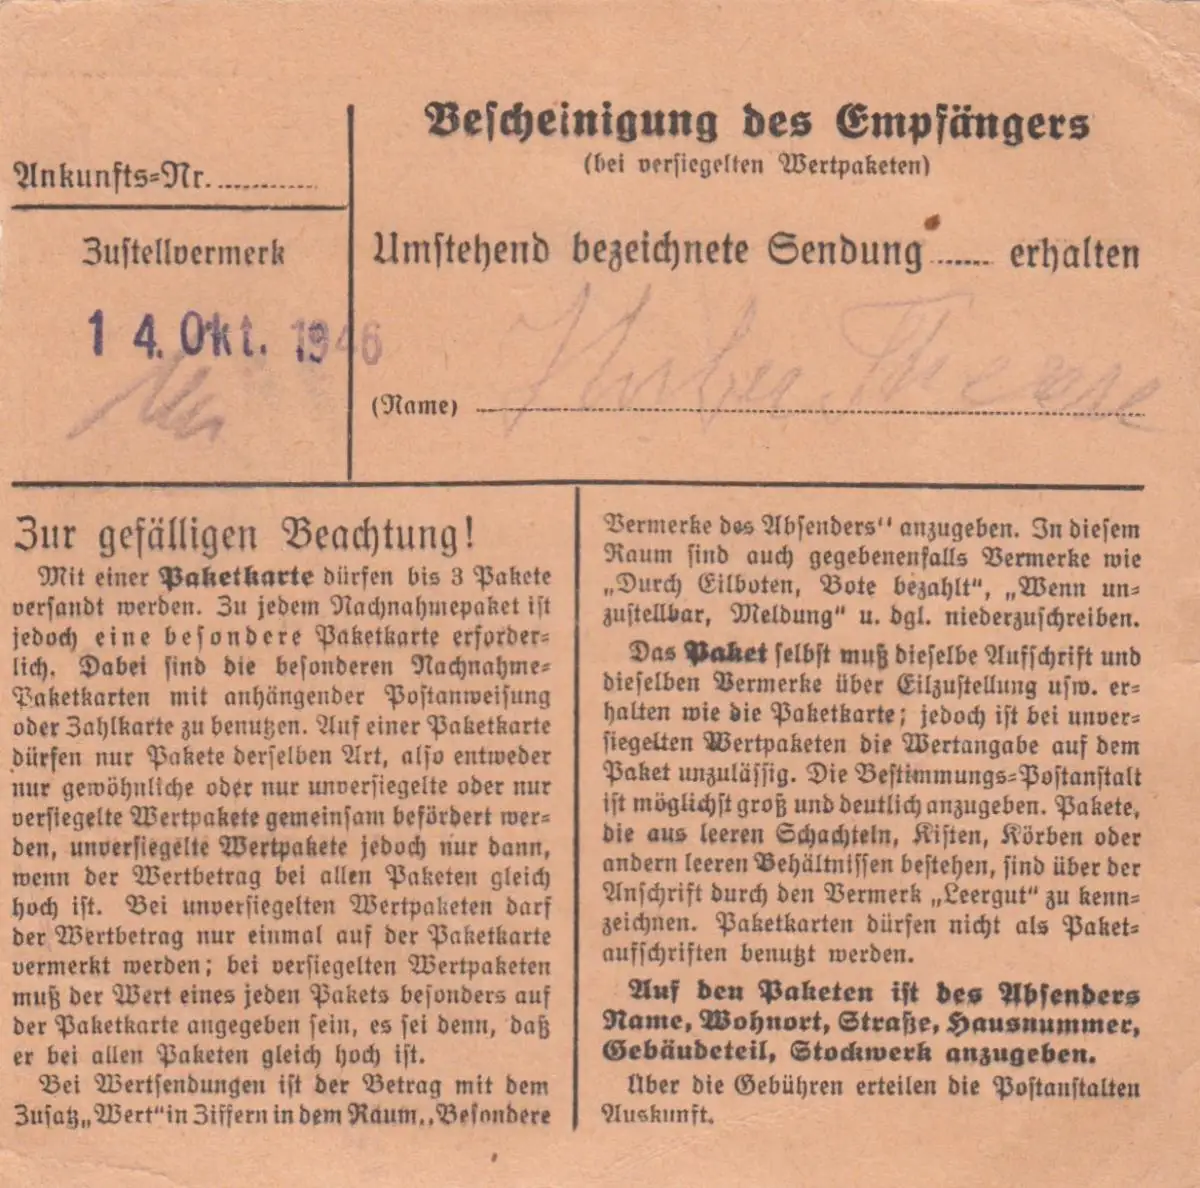 Ankunfts=Nr. ............
Zustellvermerk
14. Okt. 1946
Bescheinigung des Empfängers
(bei versiegelten Wertpaketen)
Umstehend bezeichnete Sendung ...... erhalten
(Name)
Zur gefälligen Beachtung!
Mit einer Paketkarte dürfen bis 3 Pakete
versandt werden. Zu jedem Nachnahmepaket ist
jedoch eine besondere Paketkarte erforder=
lich. Dabei sind die besonderen Nachnahme=
Paketkarten mit anhängender Postanweisung
oder Zahlkarte zu benutzen. Auf einer Paketkarte
dürfen nur Pakete derselben Art, also entweder
nur gewöhnliche oder nur unversiegelte oder nur
versiegelte Wertpakete gemeinsam befördert wer=
den, unversiegelte Wertpakete jedoch nur dann,
wenn der Wertbetrag bei allen Paketen gleich
hoch ist. Bei unversiegelten Wertpaketen darf
der Wertbetrag nur einmal auf der Paketkarte
vermerkt werden; bei versiegelten Wertpaketen
muß der Wert eines jeden Pakets besonders auf
der Paketkarte angegeben sein, es sei denn, daß
er bei allen Paketen gleich hoch ist.
Bei Wertsendungen ist der Betrag mit dem
Zusatz „Wert“ in Ziffern in dem Raum „Besondere
Vermerke des Absenders“ anzugeben. In diesem
Raum sind auch gegebenenfalls Vermerke wie
„Durch Eilboten, Bote bezahlt“, „Wenn un=
zustellbar, Meldung“ u. dgl. niederzuschreiben.
Das Paket selbst muß dieselbe Aufschrift und
dieselben Vermerke über Eilzustellung usw. er=
halten wie die Paketkarte; jedoch ist bei unver=
siegelten Wertpaketen die Wertangabe auf dem
Paket unzulässig. Die Bestimmungs=Postanstalt
ist möglichst groß und deutlich anzugeben. Pakete,
die aus leeren Schachteln, Kisten, Körben oder
andern leeren Behältnissen bestehen, sind über der
Anschrift durch den Vermerk „Leergut“ zu kenn=
zeichnen. Paketkarten dürfen nicht als Paket=
aufschriften benutzt werden.
Auf den Paketen ist des Absenders
Name, Wohnort, Straße, Hausnummer,
Gebäudeteil, Stockwerk anzugeben.
Über die Gebühren erteilen die Postanstalten
Auskunft.